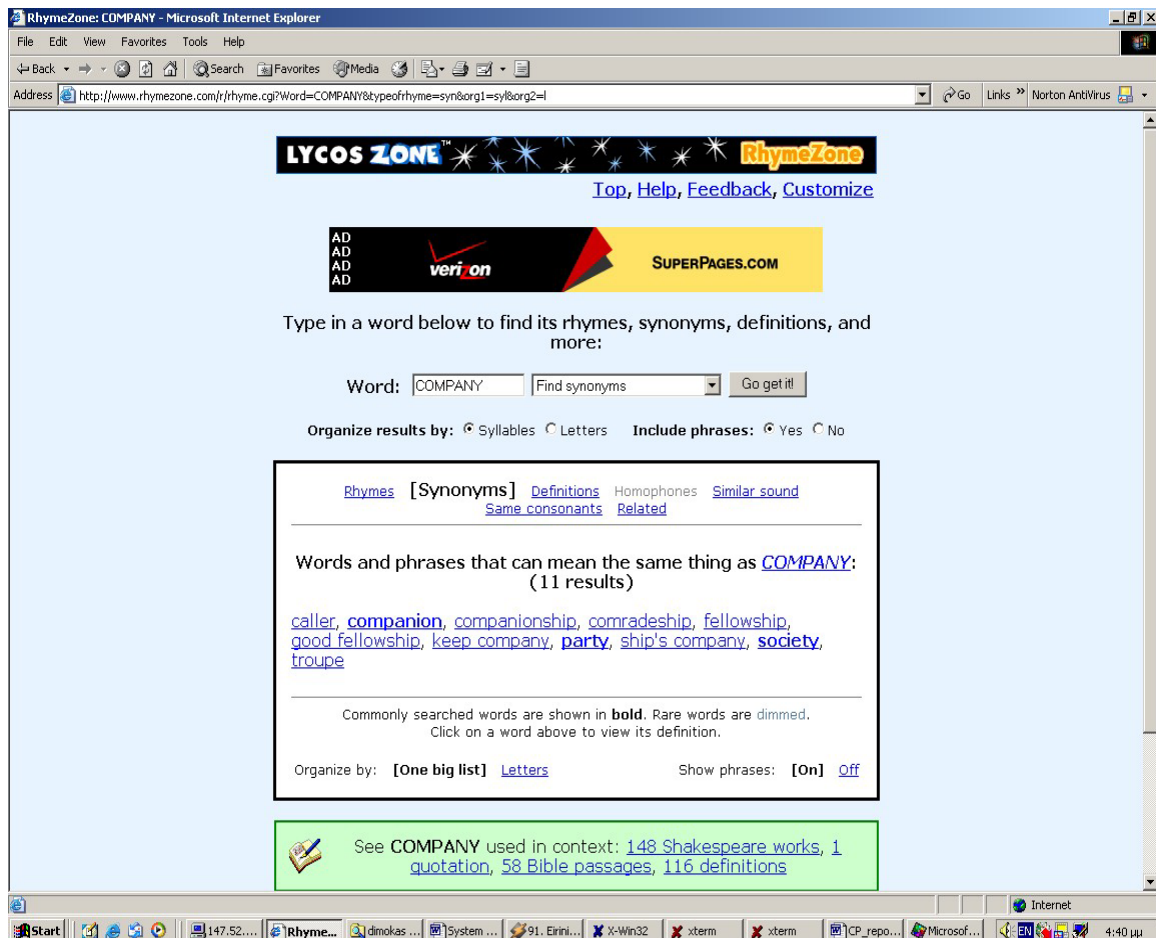 RhymeZone: COMPANY - Microsoft Internet Explorer
File Edit View Favorites Tools Help
Back Search Favorites Media
Address http://www.rhymezone.com/r/rhyme.cgi?Word=COMPANY&typeofrhyme=syn&org1=syl&org2=l Go Links » Norton AntiVirus
LYCOS ZONE™ RhymeZone
Top, Help, Feedback, Customize
AD
AD
AD
AD
verizon SUPERPAGES.COM
Type in a word below to find its rhymes, synonyms, definitions, and
more:
Word: COMPANY Find synonyms Go get it!
Organize results by: Syllables Letters Include phrases: Yes No
Rhymes [Synonyms] Definitions Homophones Similar sound
Same consonants Related
Words and phrases that can mean the same thing as COMPANY:
(11 results)
caller, companion, companionship, comradeship, fellowship,
good fellowship, keep company, party, ship's company, society,
troupe
Commonly searched words are shown in bold. Rare words are dimmed.
Click on a word above to view its definition.
Organize by: [One big list] Letters Show phrases: [On] Off
See COMPANY used in context: 148 Shakespeare works, 1
quotation, 58 Bible passages, 116 definitions
Internet
Start 147.52.... Rhyme... dimokas ... System ... 91. Eirini... X-Win32 xterm xterm CP_repo... Microsof... EN 4:40 μμ